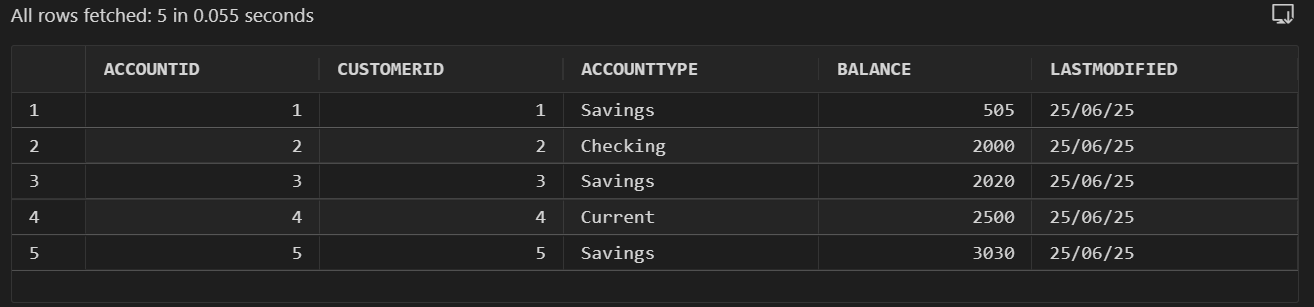 All rows fetched: 5 in 0.055 seconds
ACCOUNTID CUSTOMERID ACCOUNTTYPE BALANCE LASTMODIFIED
1 1 1 Savings 505 25/06/25
2 2 2 Checking 2000 25/06/25
3 3 3 Savings 2020 25/06/25
4 4 4 Current 2500 25/06/25
5 5 5 Savings 3030 25/06/25